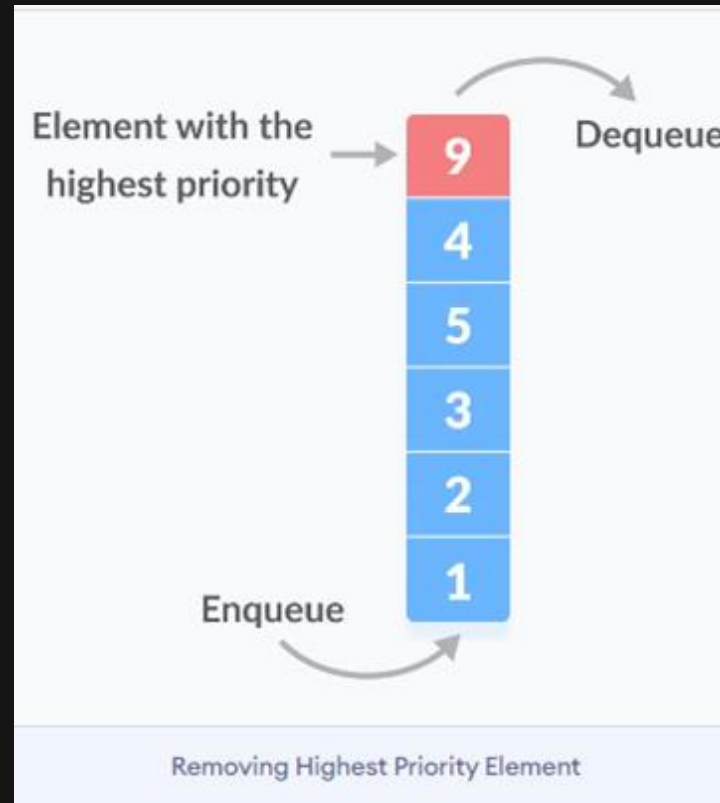 Element with the
highest priority
Dequeue
9
4
5
3
2
1
Enqueue
Removing Highest Priority Element